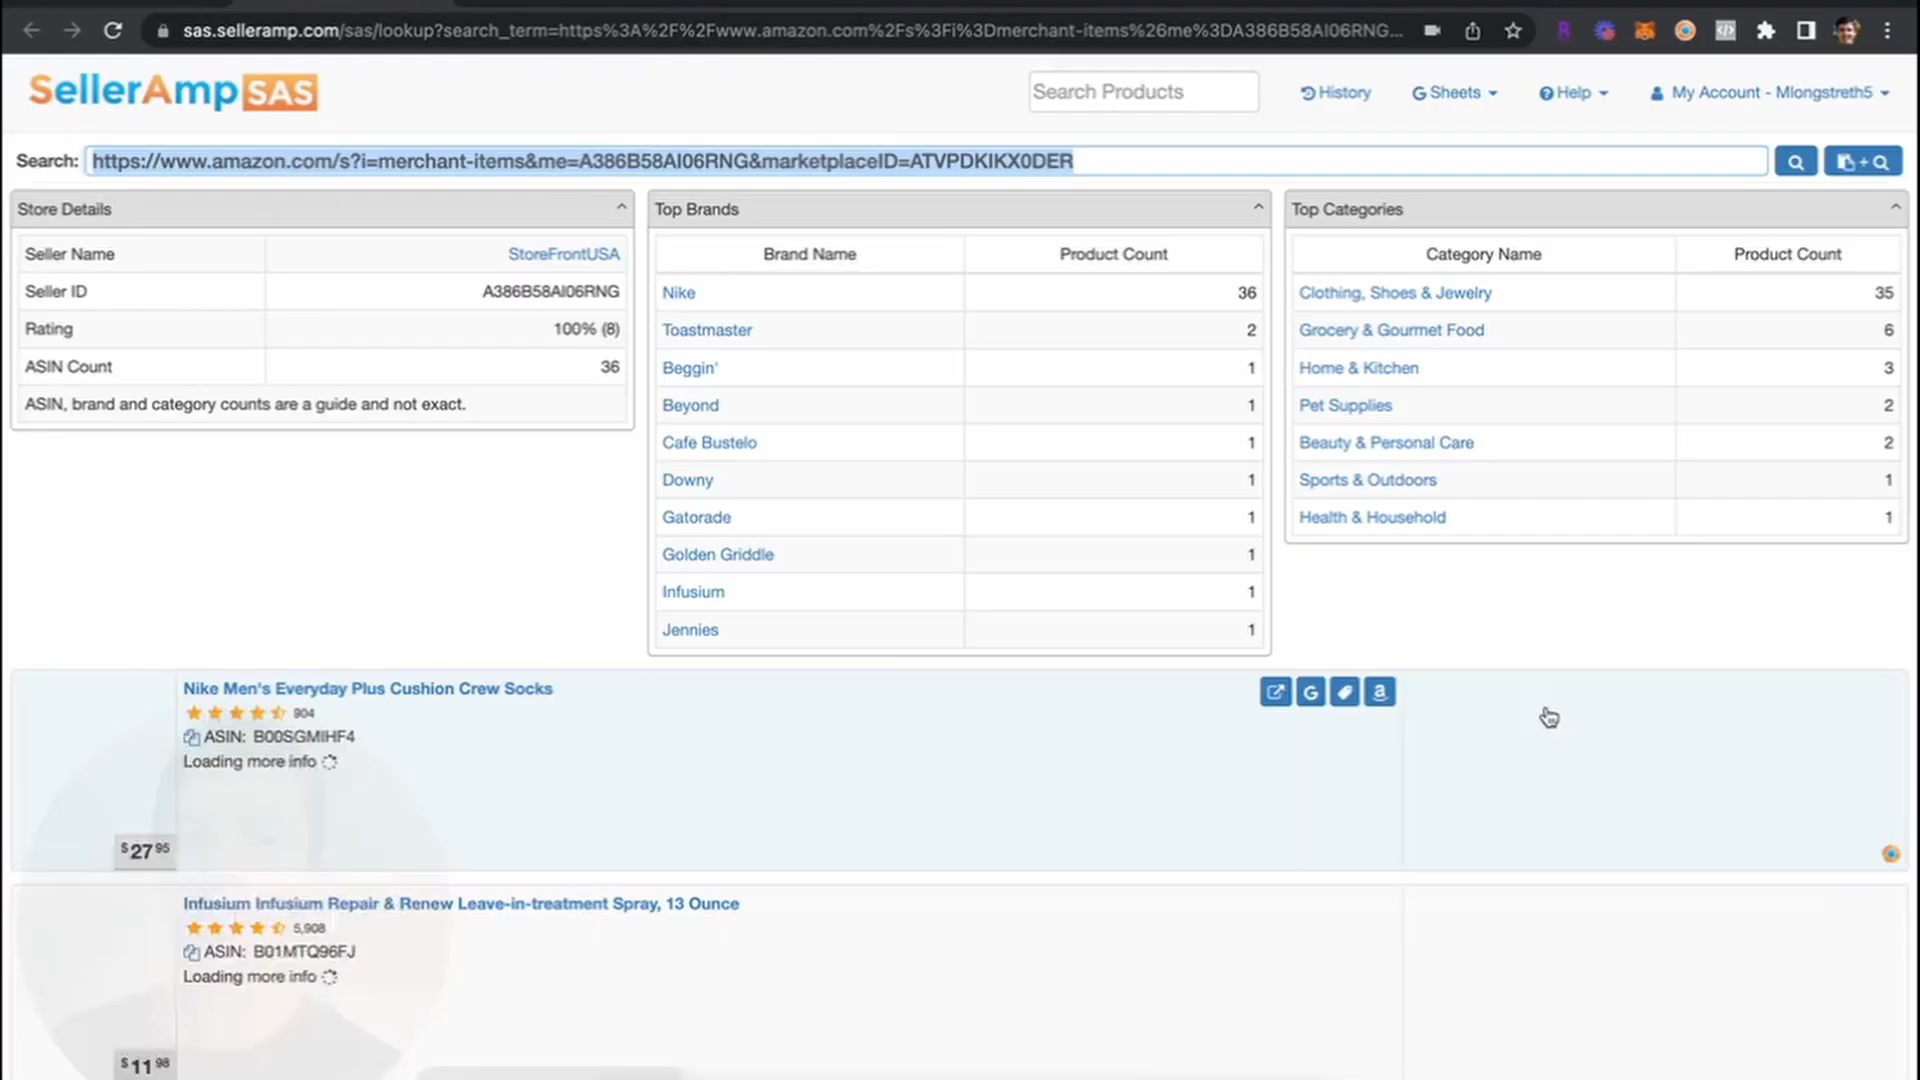 sas.selleramp.com/sas/lookup?search_term=https%3A%2F%2Fwww.amazon.com%2Fs%3Fi%3Dmerchant-items%26me%3DA386B58AI06RNG...
SellerAmp SAS
Search Products
History
Sheets
Help
My Account - Mlongstreth5
Search: https://www.amazon.com/s?i=merchant-items&me=A386B58AI06RNG&marketplaceID=ATVPDKIKX0DER
Store Details
Seller Name StoreFrontUSA
Seller ID A386B58AI06RNG
Rating 100% (8)
ASIN Count 36
ASIN, brand and category counts are a guide and not exact.
Top Brands
Brand Name Product Count
Nike 36
Toastmaster 2
Beggin' 1
Beyond 1
Cafe Bustelo 1
Downy 1
Gatorade 1
Golden Griddle 1
Infusium 1
Jennies 1
Top Categories
Category Name Product Count
Clothing, Shoes & Jewelry 35
Grocery & Gourmet Food 6
Home & Kitchen 3
Pet Supplies 2
Beauty & Personal Care 2
Sports & Outdoors 1
Health & Household 1
Nike Men's Everyday Plus Cushion Crew Socks
904
ASIN: B00SGMIHF4
Loading more info
$27 95
Infusium Infusium Repair & Renew Leave-in-treatment Spray, 13 Ounce
5,908
ASIN: B01MTQ96FJ
Loading more info
$11 98